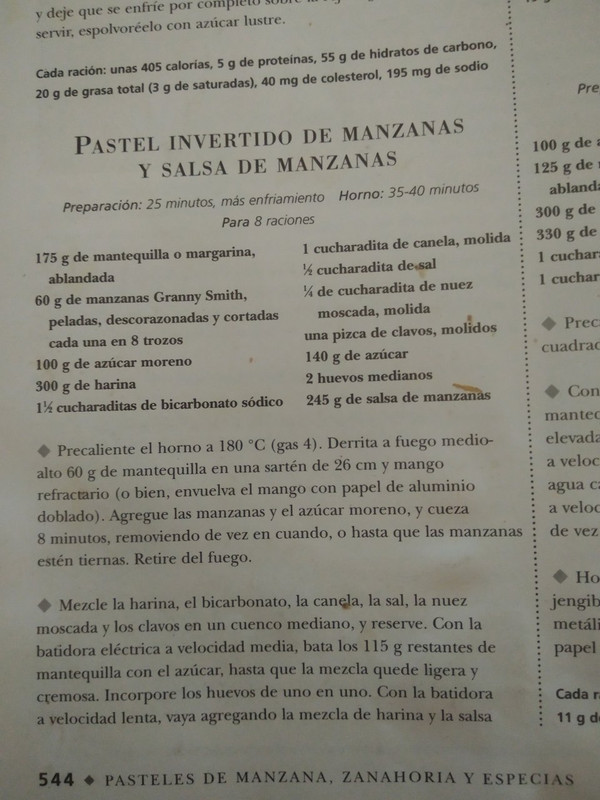 y deje que se enfríe por completo sobre la
servir, espolvoréelo con azúcar lustre.
Cada ración: unas 405 calorías, 5 g de proteínas, 55 g de hidratos de carbono,
20 g de grasa total (3 g de saturadas), 40 mg de colesterol, 195 mg de sodio
PASTEL INVERTIDO DE MANZANAS
Y SALSA DE MANZANAS
Preparación: 25 minutos, más enfriamiento Horno: 35-40 minutos
Para 8 raciones
175 g de mantequilla o margarina,
ablandada
60 g de manzanas Granny Smith,
peladas, descorazonadas y cortadas
cada una en 8 trozos
100 g de azúcar moreno
300 g de harina
1½ cucharaditas de bicarbonato sódico
1 cucharadita de canela, molida
½ cucharadita de sal
¼ de cucharadita de nuez
moscada, molida
una pizca de clavos, molidos
140 g de azúcar
2 huevos medianos
245 g de salsa de manzanas
◆ Precaliente el horno a 180 °C (gas 4). Derrita a fuego medio-
alto 60 g de mantequilla en una sartén de 26 cm y mango
refractario (o bien, envuelva el mango con papel de aluminio
doblado). Agregue las manzanas y el azúcar moreno, y cueza
8 minutos, removiendo de vez en cuando, o hasta que las manzanas
estén tiernas. Retire del fuego.
◆ Mezcle la harina, el bicarbonato, la canela, la sal, la nuez
moscada y los clavos en un cuenco mediano, y reserve. Con la
batidora eléctrica a velocidad media, bata los 115 g restantes de
mantequilla con el azúcar, hasta que la mezcla quede ligera y
cremosa. Incorpore los huevos de uno en uno. Con la batidora
a velocidad lenta, vaya agregando la mezcla de harina y la salsa
544 ◆ PASTELES DE MANZANA, ZANAHORIA Y ESPECIAS
Pre
100 g de
125 g de
abland
300 g de
330 g de
1 cuchar
1 cuchar
◆ Prec
cuadrad
◆ Con
manteq
elevada
a veloc
agua ca
a veloc
de vez
◆ Ho
jengib
metáli
papel
Cada r
11 g d